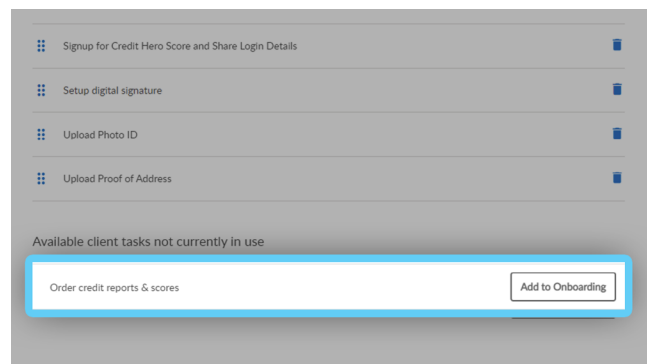 Signup for Credit Hero Score and Share Login Details
Setup digital signature
Upload Photo ID
Upload Proof of Address
Available client tasks not currently in use
Order credit reports & scores
Add to Onboarding